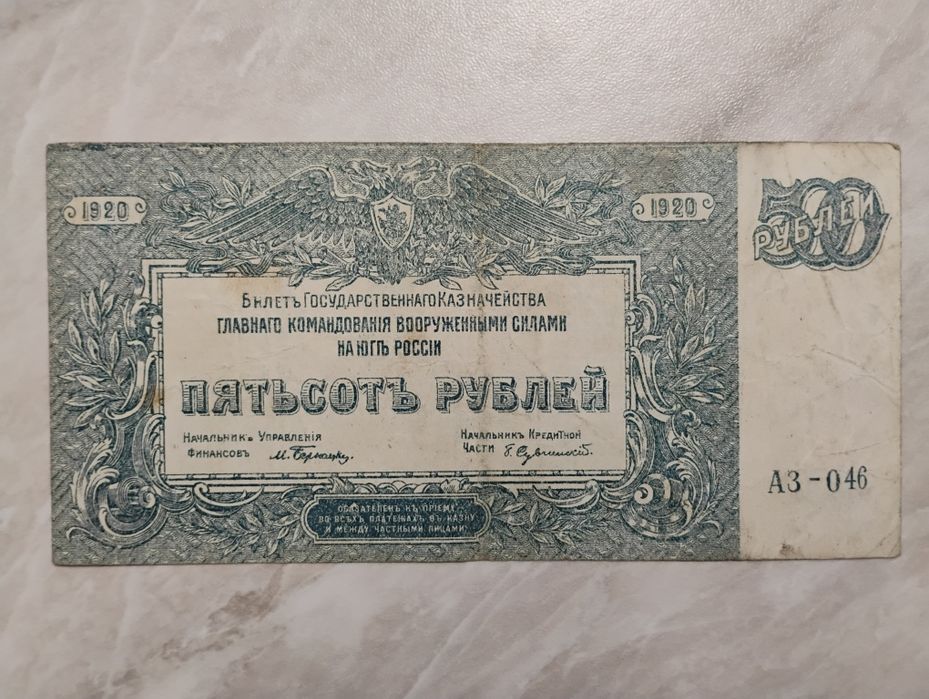 1920
1920
500
РУБЛЕЙ
БИЛЕТЪ ГОСУДАРСТВЕННАГО КАЗНАЧЕЙСТВА
ГЛАВНАГО КОМАНДОВАНІЯ ВООРУЖЕННЫМИ СИЛАМИ
НА ЮГѢ РОССІИ
ПЯТЬСОТЪ РУБЛЕЙ
НАЧАЛЬНИКЪ УПРАВЛЕНІЯ
ФИНАНСОВЪ М. Бернацкій.
НАЧАЛЬНИКЪ КРЕДИТНОЙ
ЧАСТИ
АЗ-046
ОБЯЗАТЕЛЕНЪ КЪ ПРІЕМУ
ВО ВСѢХЪ ПЛАТЕЖАХЪ ВЪ КАЗНУ
И МЕЖДУ ЧАСТНЫМИ ЛИЦАМИ